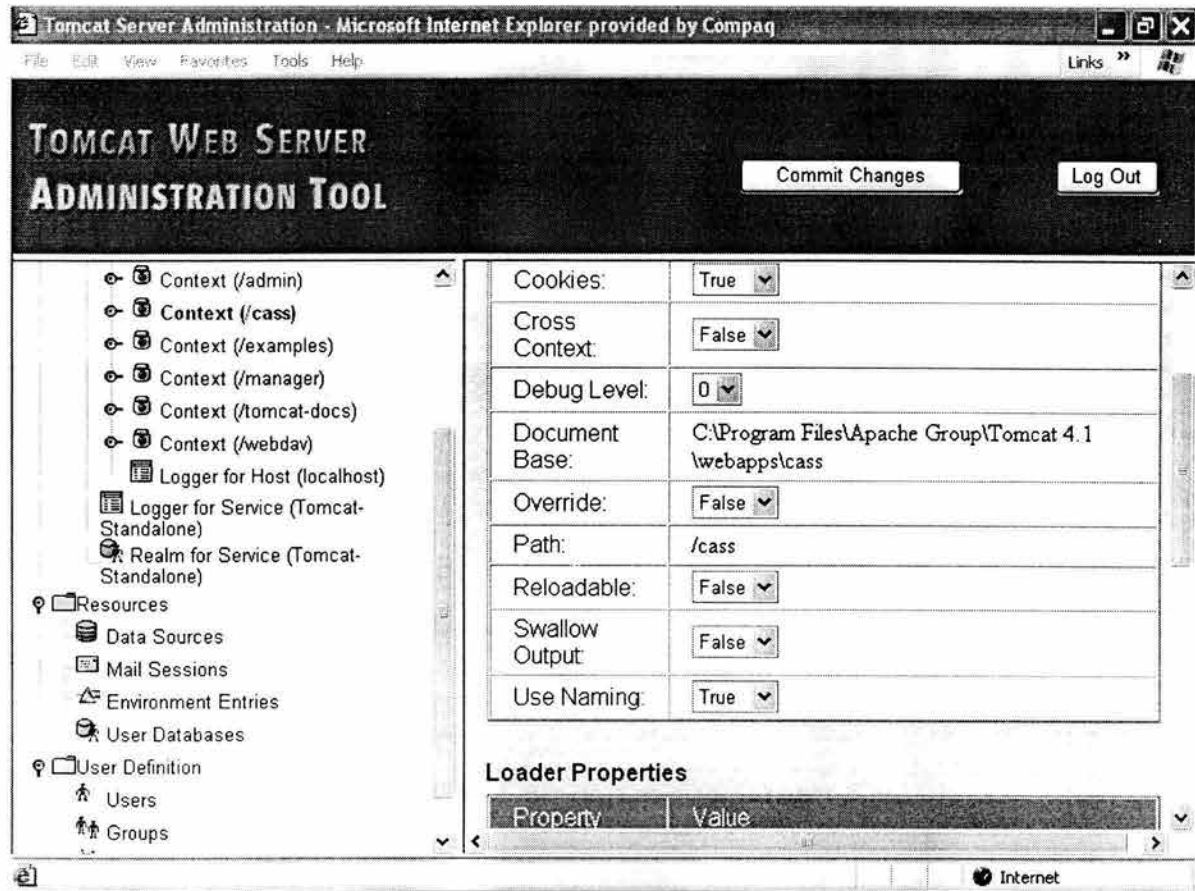 Tomcat Server Administration - Microsoft Internet Explorer provided by Compaq
File Edit View Favorites Tools Help
Links »
TOMCAT WEB SERVER
ADMINISTRATION TOOL
Commit Changes
Log Out
Context (/admin)
Context (/cass)
Context (/examples)
Context (/manager)
Context (/tomcat-docs)
Context (/webdav)
Logger for Host (localhost)
Logger for Service (Tomcat-
Standalone)
Realm for Service (Tomcat-
Standalone)
Resources
Data Sources
Mail Sessions
Environment Entries
User Databases
User Definition
Users
Groups
Cookies: True
Cross
Context: False
Debug Level: 0
Document
Base: C:\Program Files\Apache Group\Tomcat 4.1
\webapps\cass
Override: False
Path: /cass
Reloadable: False
Swallow
Output: False
Use Naming: True
Loader Properties
Property Value
Internet